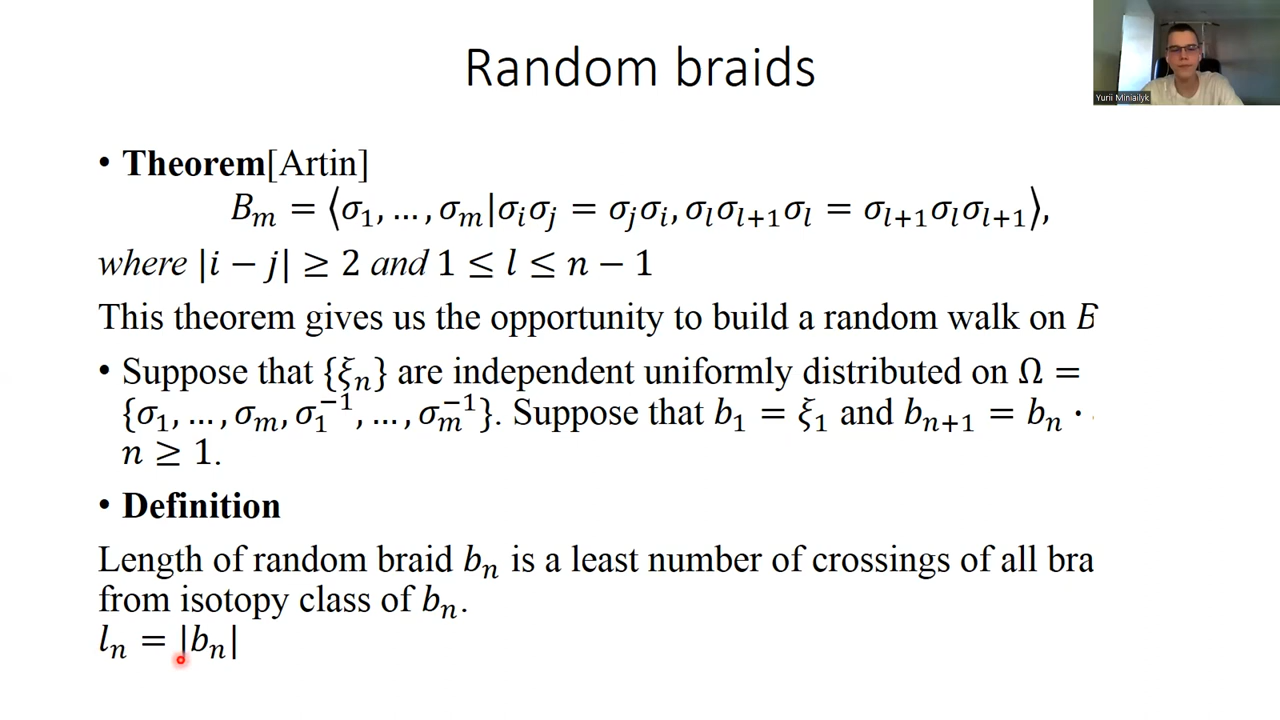 Random braids
Yurii Miniailyk
• Theorem[Artin]
B_m = ⟨σ_1, … , σ_m|σ_iσ_j = σ_jσ_i, σ_lσ_{l+1}σ_l = σ_{l+1}σ_lσ_{l+1}⟩,
where |i − j| ≥ 2 and 1 ≤ l ≤ n − 1
This theorem gives us the opportunity to build a random walk on B
• Suppose that {ξ_n} are independent uniformly distributed on Ω =
{σ_1, … , σ_m, σ_1^{−1}, … , σ_m^{−1}}. Suppose that b_1 = ξ_1 and b_{n+1} = b_n ·
n ≥ 1.
• Definition
Length of random braid b_n is a least number of crossings of all bra
from isotopy class of b_n.
l_n = |b_n|